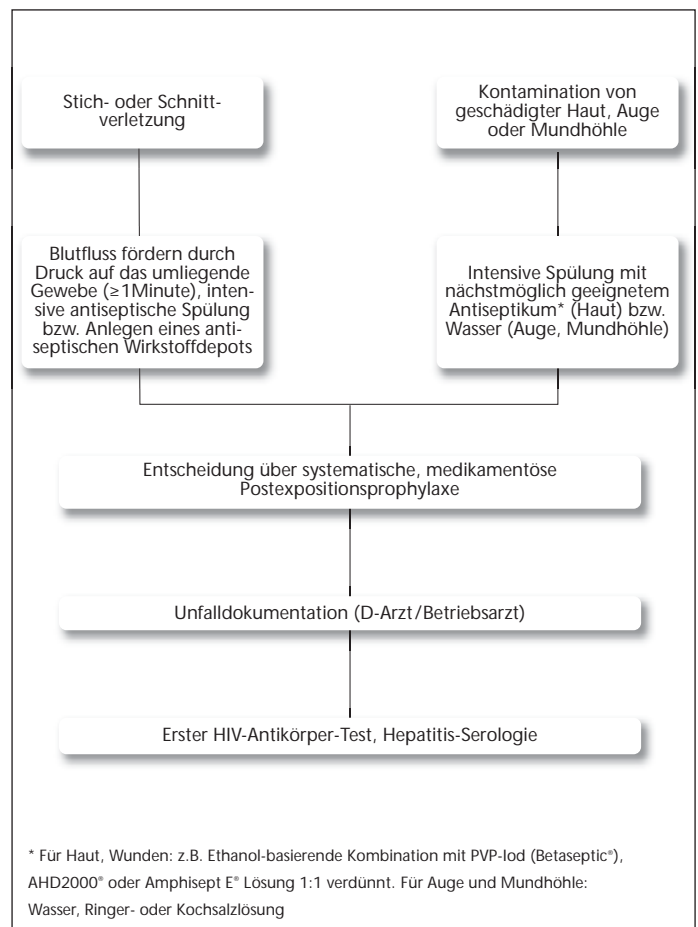 Stich- oder Schnitt-
verletzung
Kontamination von
geschädigter Haut, Auge
oder Mundhöhle
Blutfluss fördern durch
Druck auf das umliegende
Gewebe (≥1Minute), inten-
sive antiseptische Spülung
bzw. Anlegen eines anti-
septischen Wirkstoffdepots
Intensive Spülung mit
nächstmöglich geeignetem
Antiseptikum* (Haut) bzw.
Wasser (Auge, Mundhöhle)
Entscheidung über systematische, medikamentöse
Postexpositionsprophylaxe
Unfalldokumentation (D-Arzt/Betriebsarzt)
Erster HIV-Antikörper-Test, Hepatitis-Serologie
* Für Haut, Wunden: z.B. Ethanol-basierende Kombination mit PVP-Iod (Betaseptic®),
AHD2000® oder Amphisept E® Lösung 1:1 verdünnt. Für Auge und Mundhöhle:
Wasser, Ringer- oder Kochsalzlösung